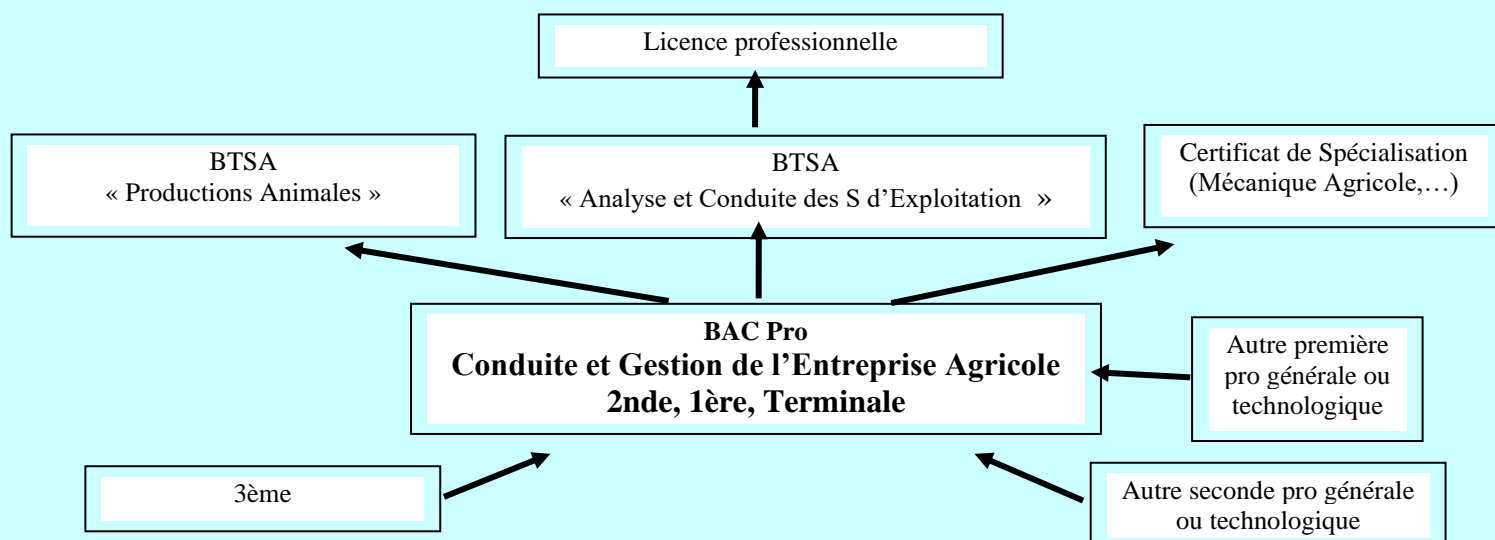 Licence professionnelle
BTSA
« Productions Animales »
BTSA
« Analyse et Conduite des S d’Exploitation »
Certificat de Spécialisation
(Mécanique Agricole,…)
BAC Pro
Conduite et Gestion de l’Entreprise Agricole
2nde, 1ère, Terminale
Autre première
pro générale ou
technologique
3ème
Autre seconde pro générale
ou technologique